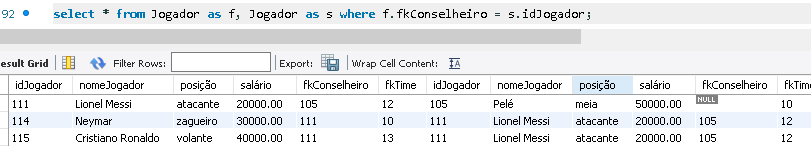 92 select * from Jogador as f, Jogador as s where f.fkConselheiro = s.idJogador;
esult Grid Filter Rows: Export: Wrap Cell Content:
idJogador nomeJogador posição salário fkConselheiro fkTime idJogador nomeJogador posição salário fkConselheiro fkTi
111 Lionel Messi atacante 20000.00 105 12 105 Pelé meia 50000.00 NULL 10
114 Neymar zagueiro 30000.00 111 10 111 Lionel Messi atacante 20000.00 105 12
115 Cristiano Ronaldo volante 40000.00 111 13 111 Lionel Messi atacante 20000.00 105 12